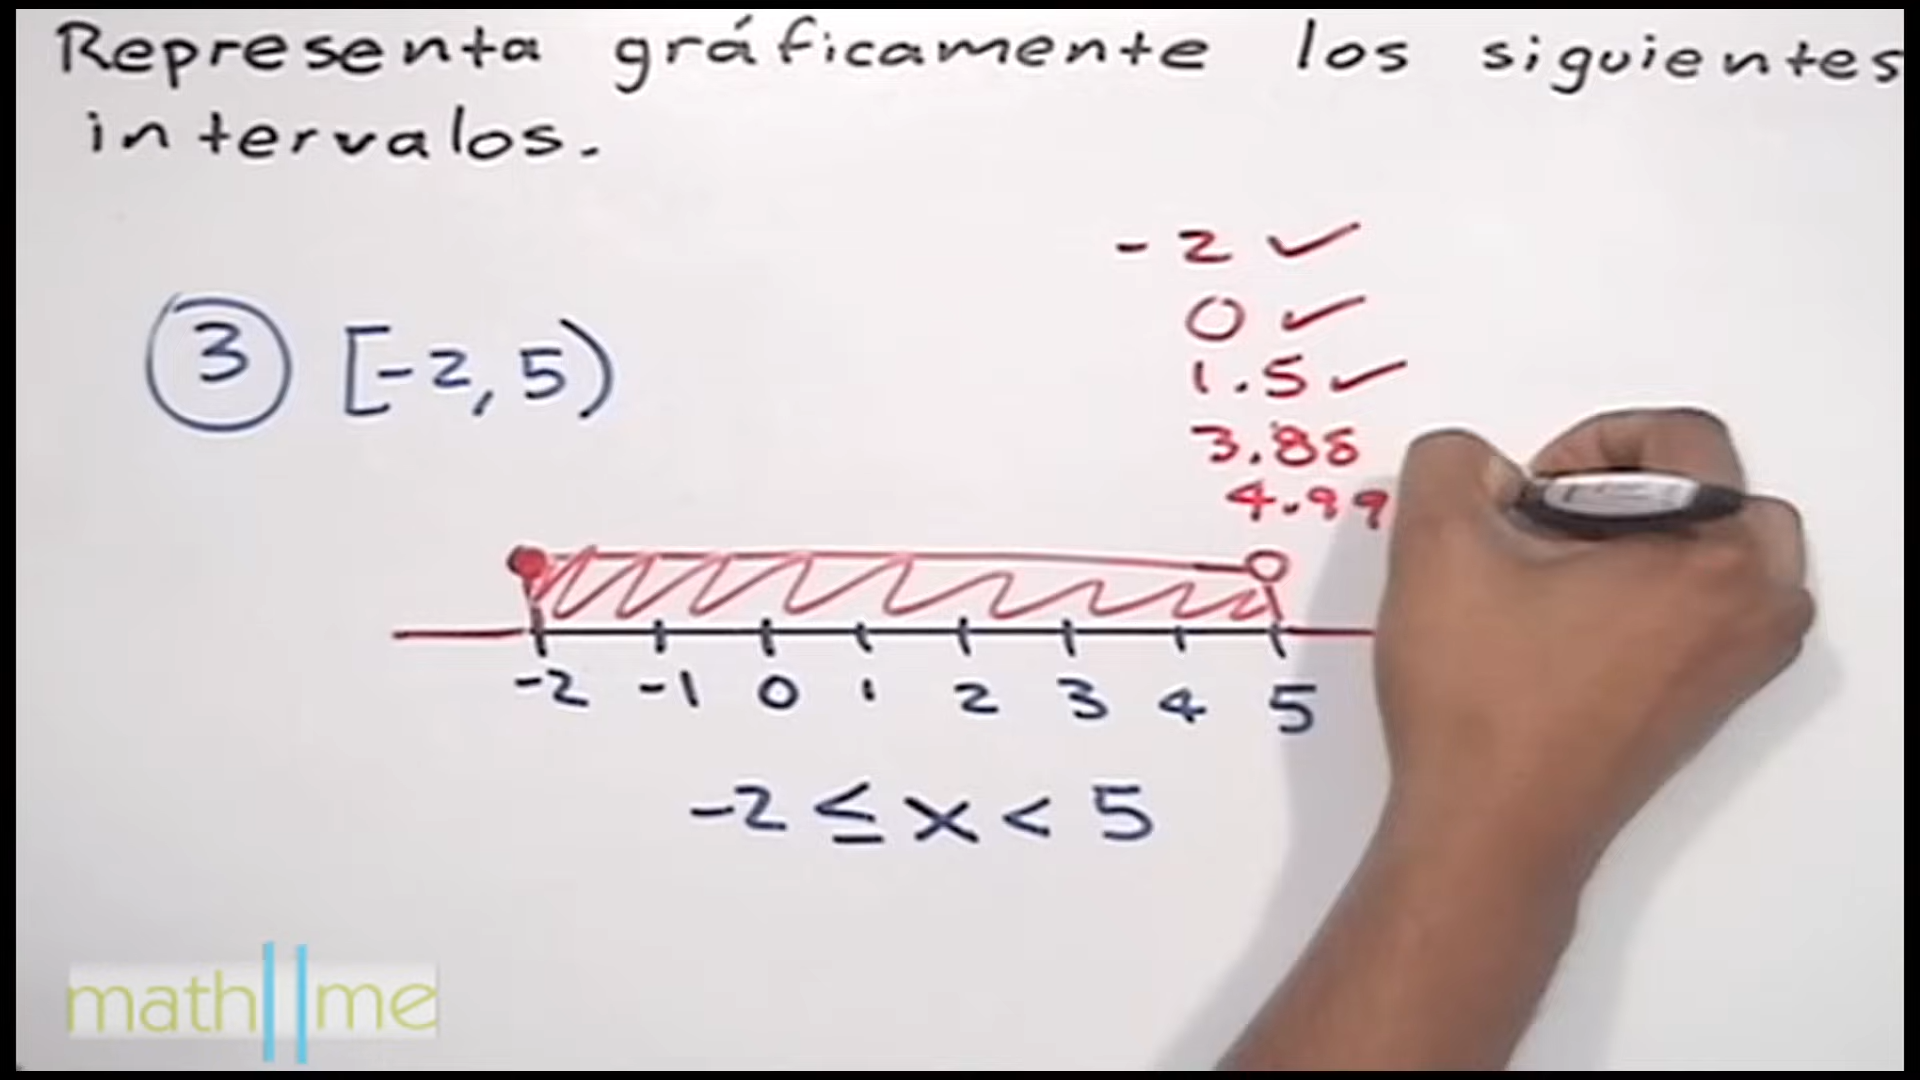 Representa gráficamente los siguientes
intervalos.
-2 ✓
0 ✓
1.5 ✓
3.88
4.99
3 [-2, 5)
-2 -1 0 1 2 3 4 5
-2 ≤ x < 5
math me